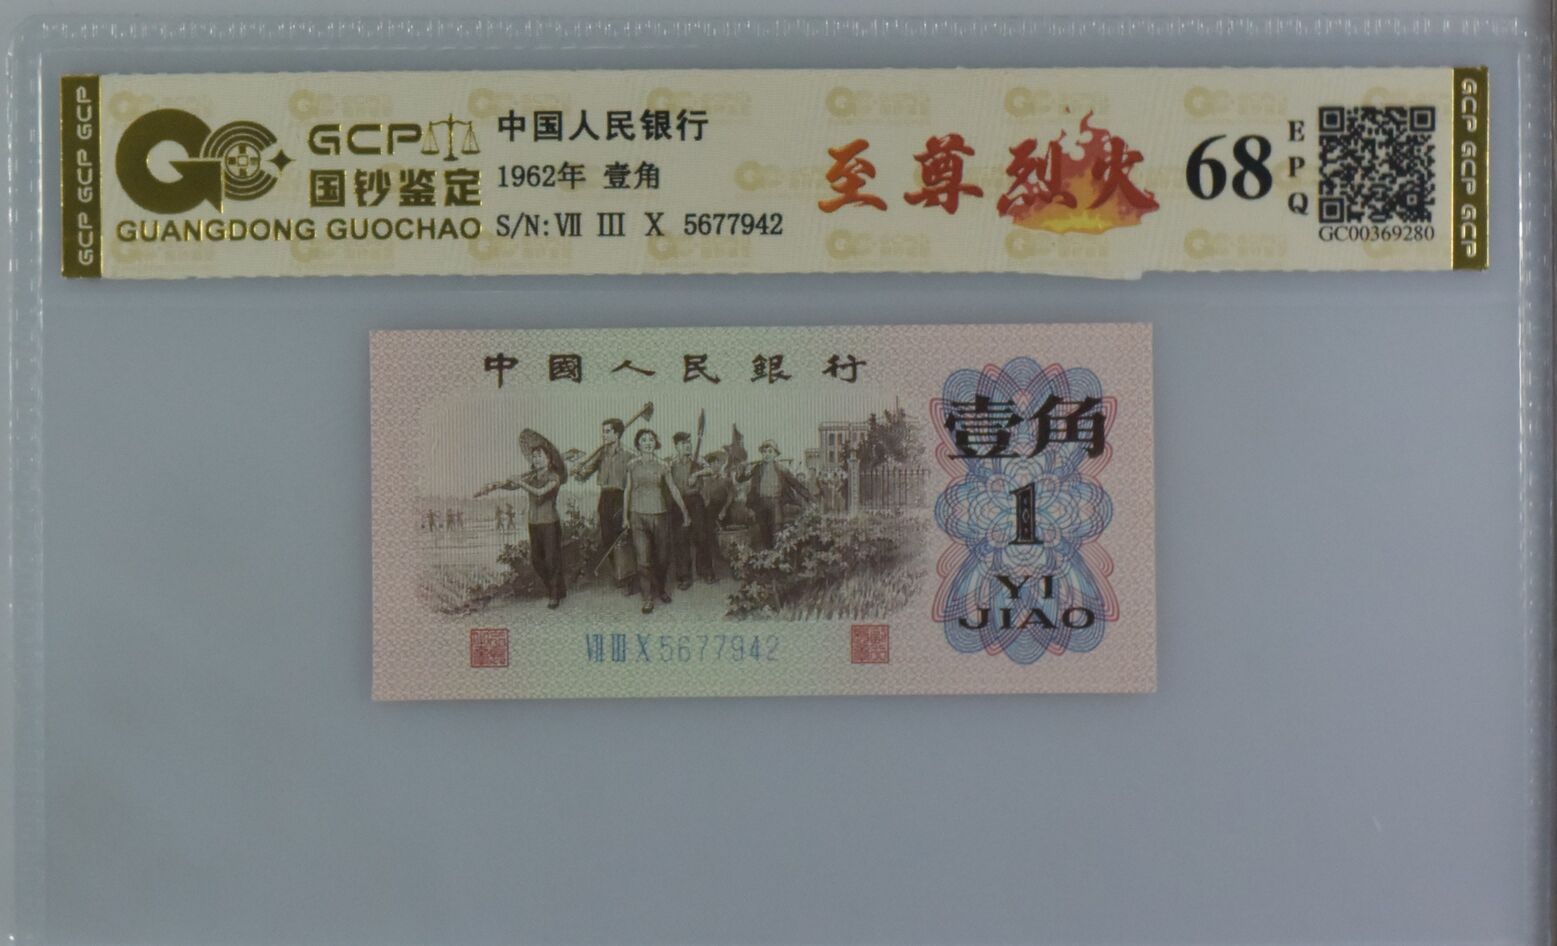 GCP GCP GCP
GCP
国钞鉴定
GUANGDONG GUOCHAO
中国人民银行
1962年 壹角
S/N: Ⅶ Ⅲ Ⅹ 5677942
至尊烈火
68
EPQ
GC00369280
GCP GCP GCP
中國人民銀行
壹角
1
YI
JIAO
Ⅶ Ⅲ Ⅹ 5677942